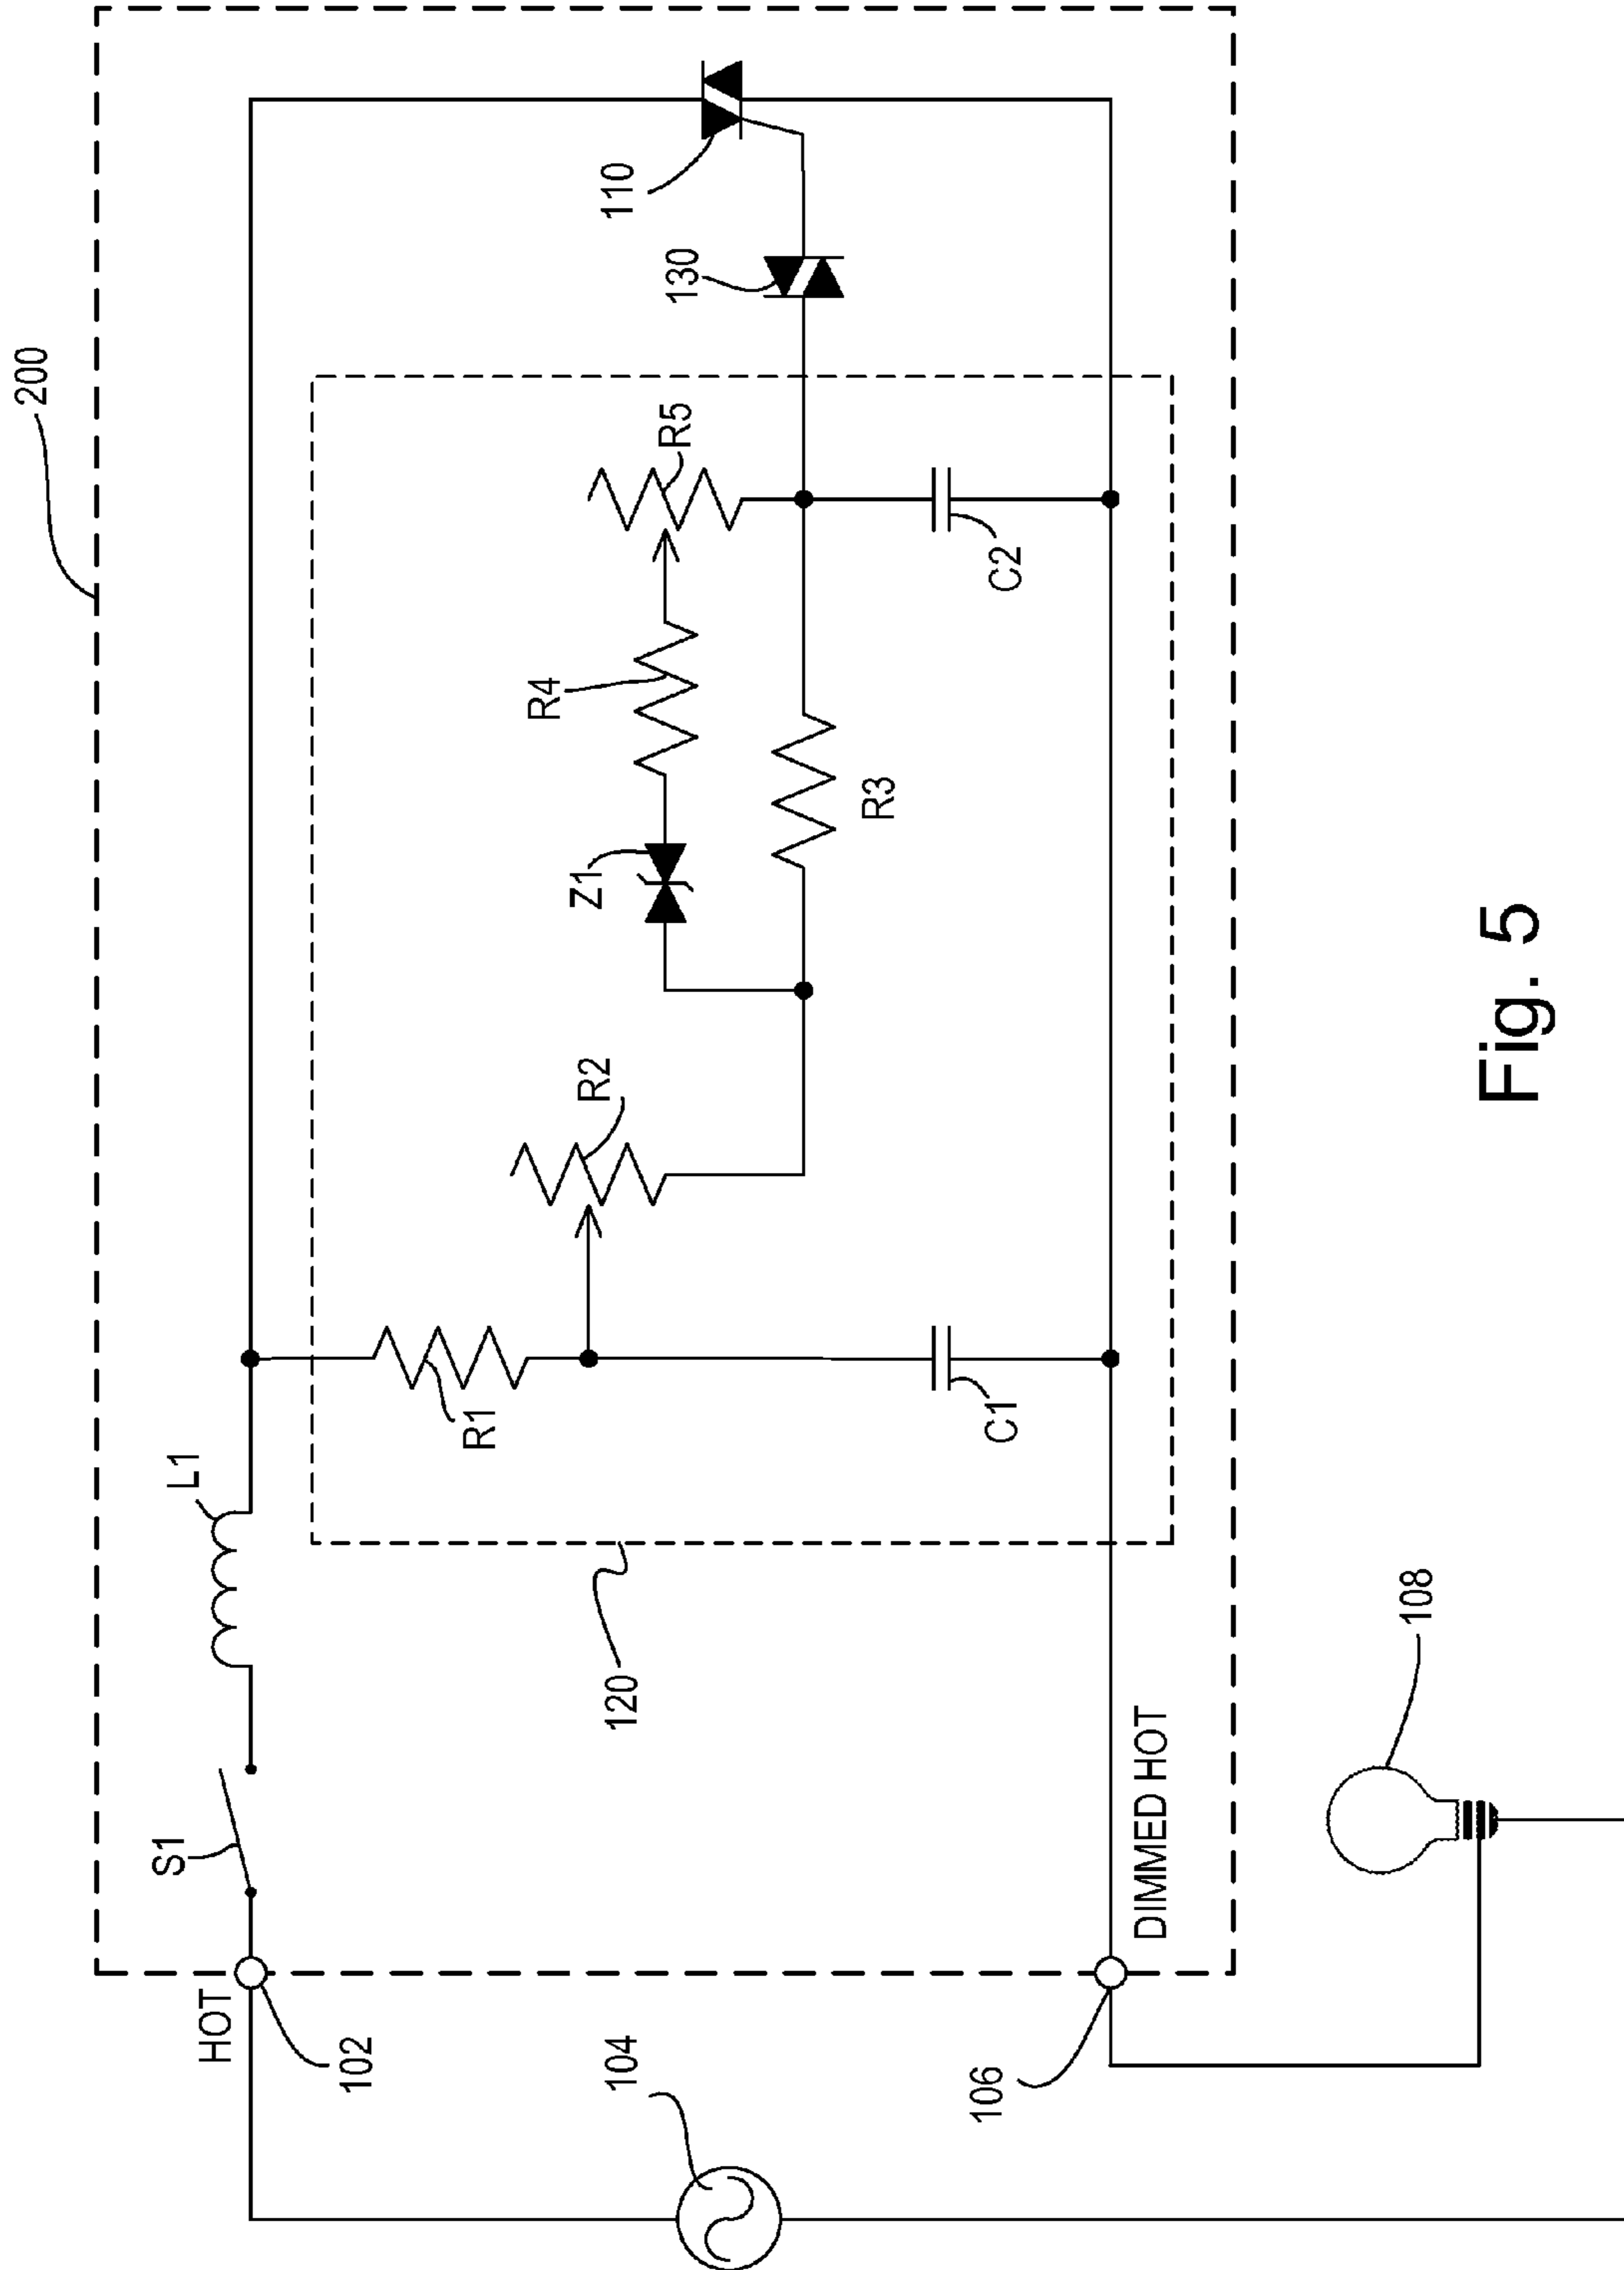 200
HOT
102
S1
L1
110
130
R1
R2
Z1
R4
R5
R3
C1
C2
120
104
106
DIMMED HOT
108
Fig. 5